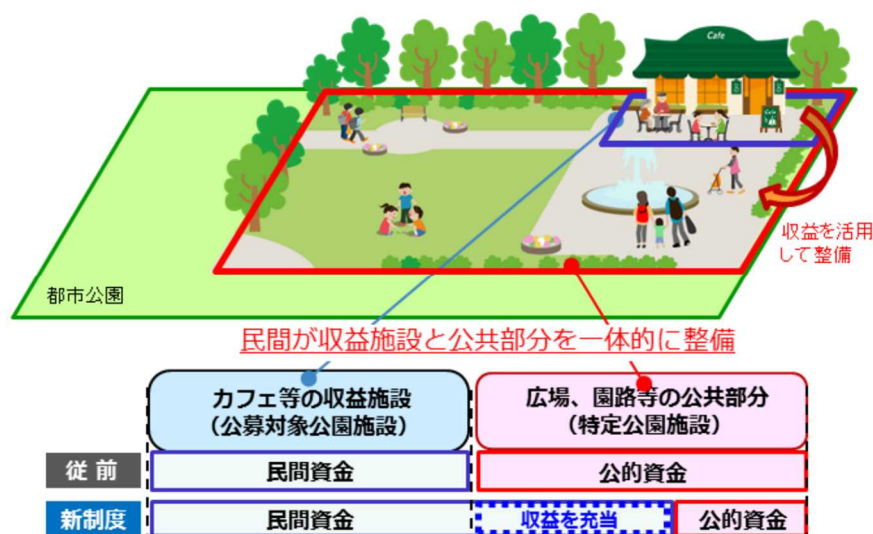 Cafe
収益を活用
して整備
都市公園
民間が収益施設と公共部分を一体的に整備
カフェ等の収益施設
（公募対象公園施設）
広場、園路等の公共部分
（特定公園施設）
従前
民間資金
公的資金
新制度
民間資金
収益を充当
公的資金